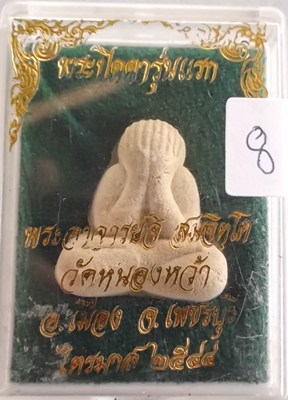 พระปิดตารุ่นแรก
8
พระอาจารย์
วัดหนองหว้า
อ.เมือง จ.เพชรบุรี
ไตรมาส ๒๕๔๔